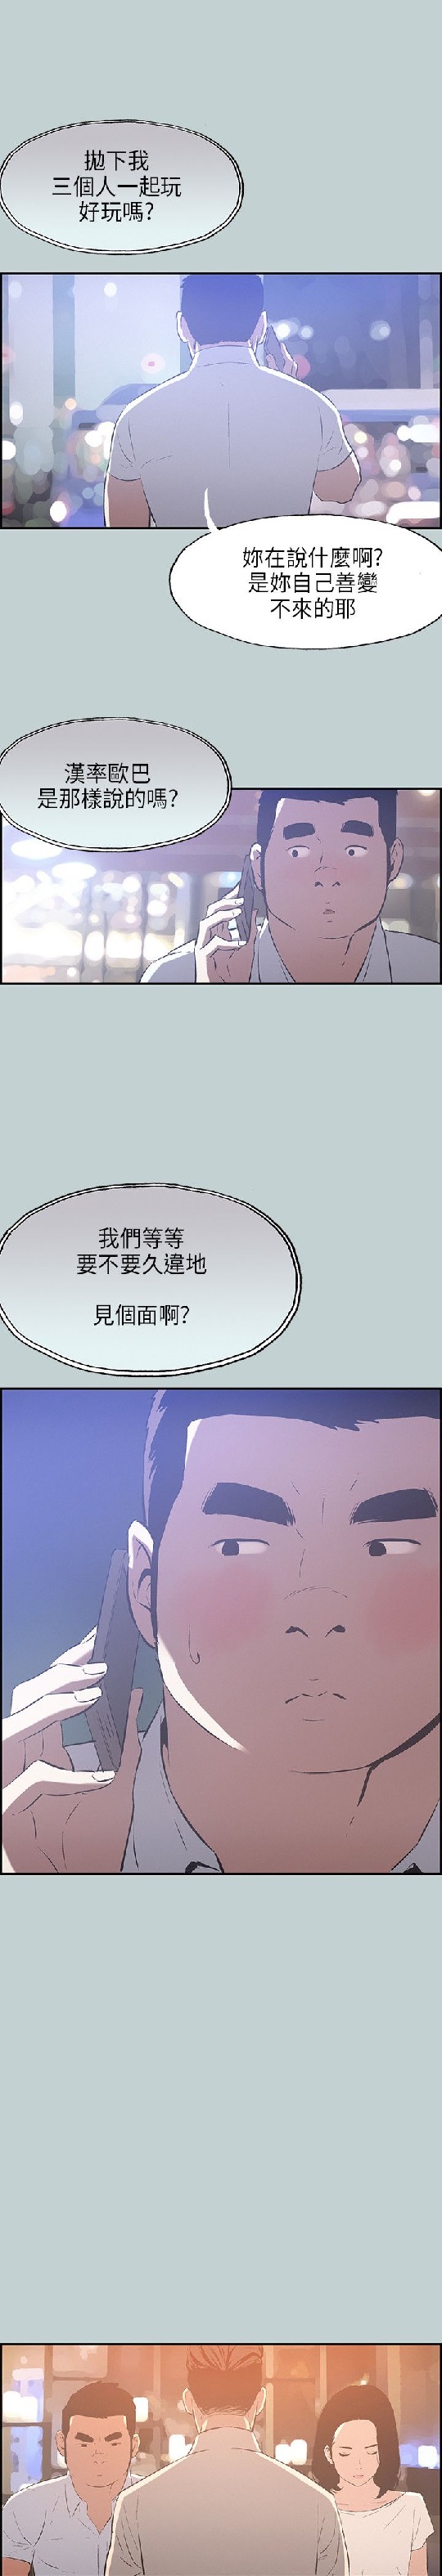 拋下我
三個人一起玩
好玩嗎?
妳在說什麼啊?
是妳自己善變
不來的耶
漢率歐巴
是那樣說的嗎?
我們等等
要不要久違地
見個面啊?